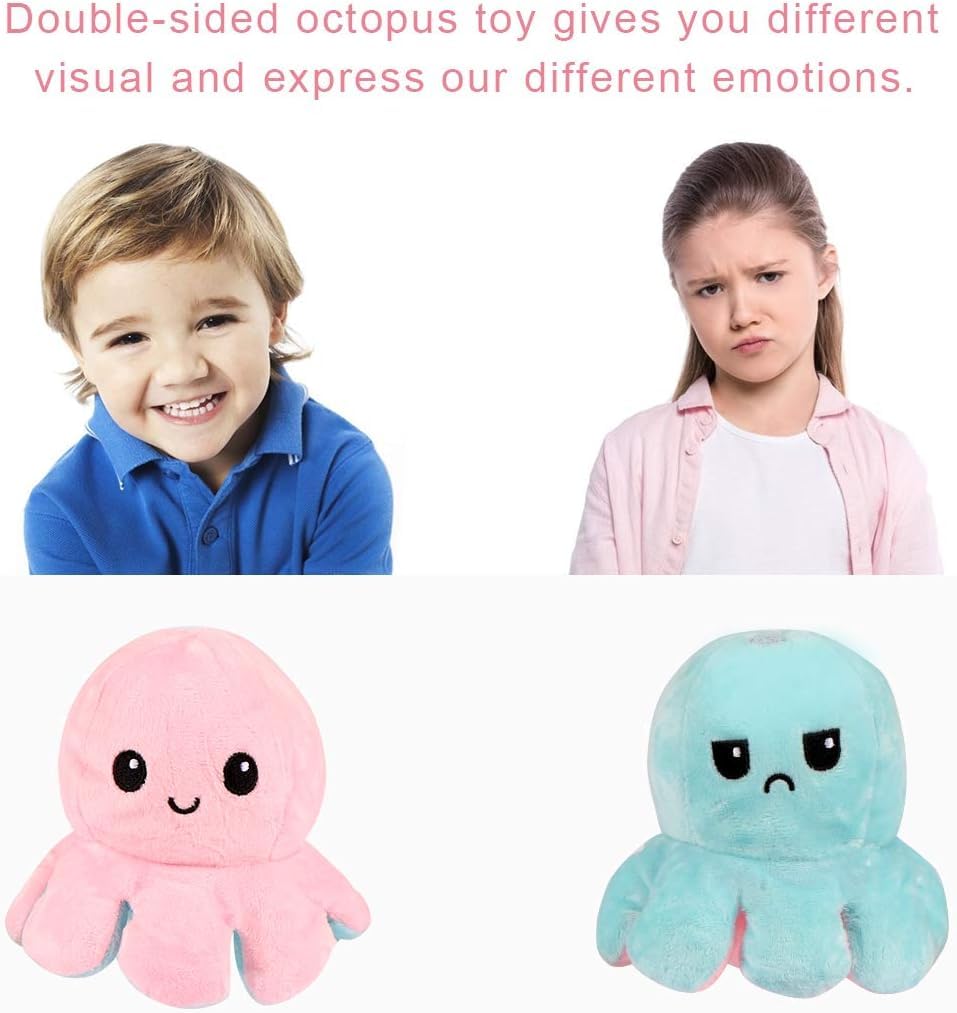 Double-sided octopus toy gives you different
visual and express our different emotions.